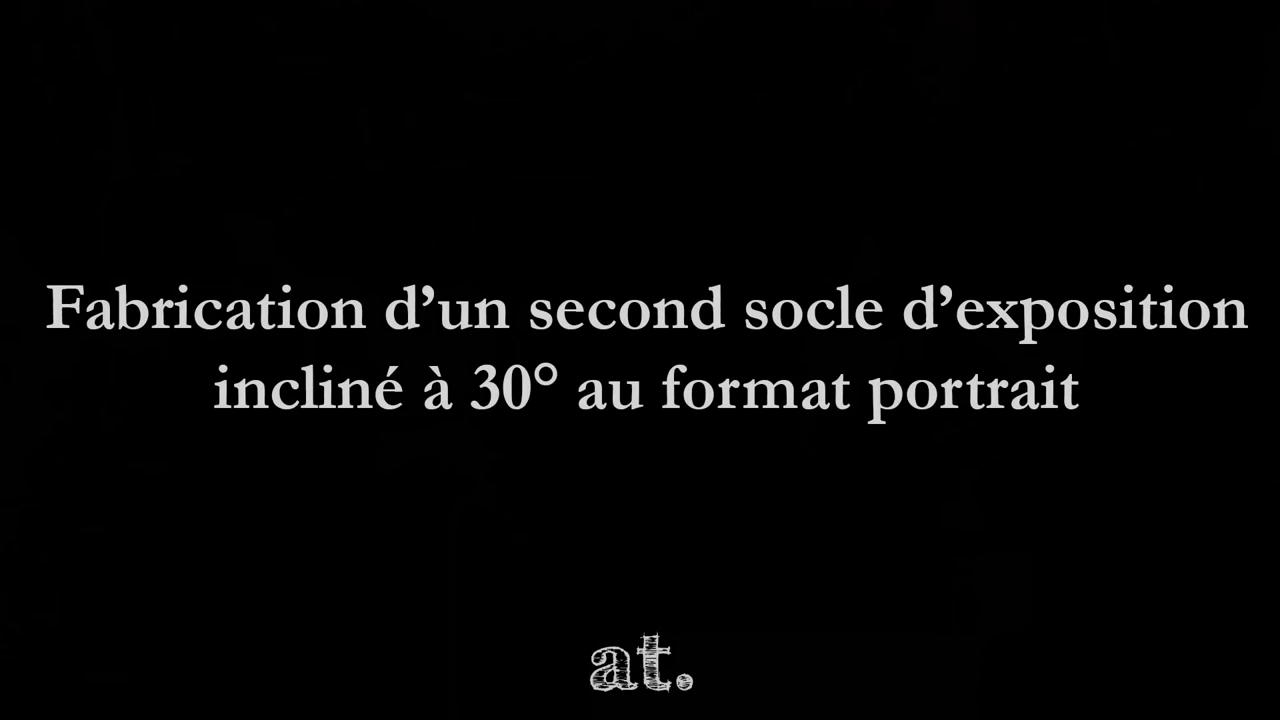 Fabrication d’un second socle d’exposition
incliné à 30° au format portrait
at.